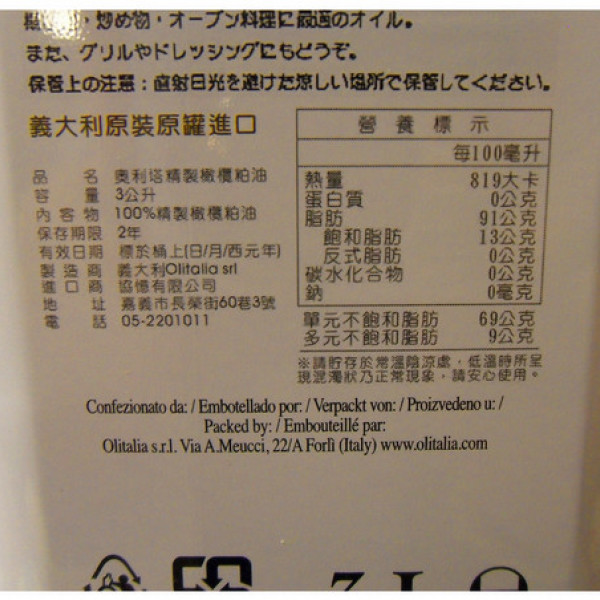 炒め物・オーブン料理に最適のオイル。
また、グリルやドレッシングにもどうぞ。
保管上の注意：直射日光を避けた涼しい場所で保管してください。
義大利原裝原罐進口
品　　名　奧利塔精製橄欖粕油
容　　量　3公升
內容物　100%精製橄欖粕油
保存期限　2年
有效日期　標於桶上(日/月/西元年)
製造商　義大利Olitalia srl
進口商　協憶有限公司
地　　址　嘉義市長榮街60巷3號
電　　話　05-2201011
營養標示
每100毫升
熱量　819大卡
蛋白質　0公克
脂肪　91公克
飽和脂肪　13公克
反式脂肪　0公克
碳水化合物　0公克
鈉　0毫克
單元不飽和脂肪　69公克
多元不飽和脂肪　9公克
※請貯存於常溫陰涼處，低溫時所呈
現混濁狀乃正常現象，請安心使用。
Confezionato da: / Embotellado por: / Verpackt von: / Proizvedeno u: /
Packed by: / Embouteillé par:
Olitalia s.r.l. Via A.Meucci, 22/A Forlì (Italy) www.olitalia.com
3 L e